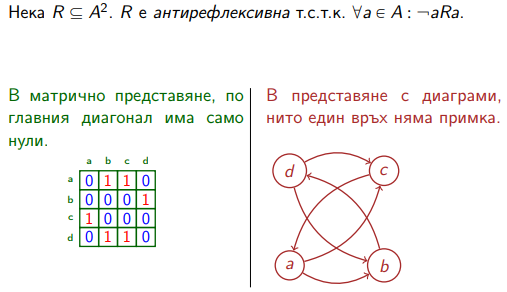 Нека R ⊆ A². R е антирефлексивна т.с.т.к. ∀a ∈ A : ¬aRa.
В матрично представяне, по
главния диагонал има само
нули.
a b c d
a 0 1 1 0
b 0 0 0 1
c 1 0 0 0
d 0 1 1 0
В представяне с диаграми,
нито един връх няма примка.
d c
a b